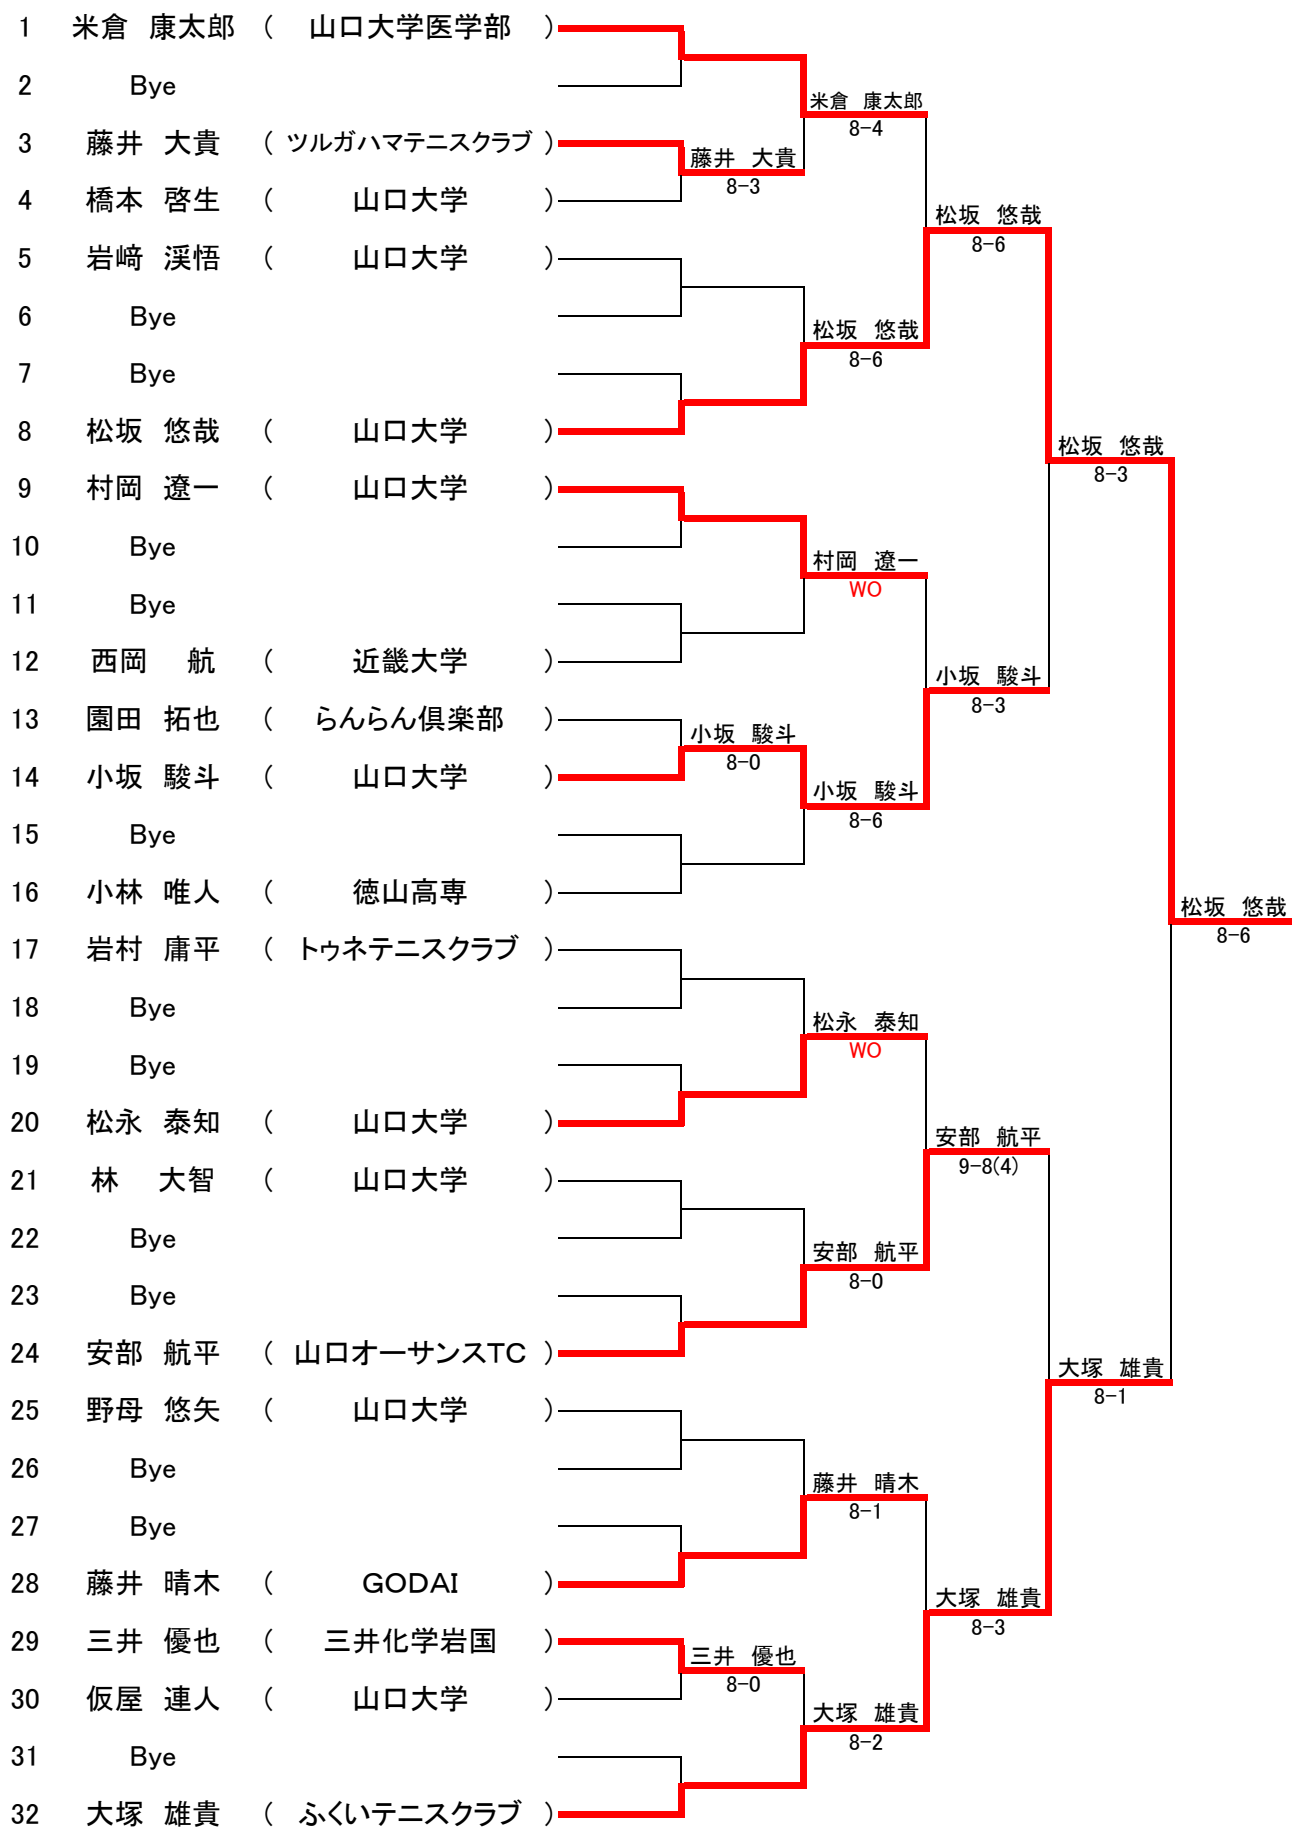 1 米倉 康太郎 ( 山口大学医学部 )
2 Bye
米倉 康太郎
8-4
3 藤井 大貴 ( ツルガハマテニスクラブ )
藤井 大貴
8-3
4 橋本 啓生 ( 山口大学 )
松坂 悠哉
8-6
5 岩﨑 渓悟 ( 山口大学 )
6 Bye
松坂 悠哉
8-6
7 Bye
8 松坂 悠哉 ( 山口大学 )
松坂 悠哉
8-3
9 村岡 遼一 ( 山口大学 )
10 Bye
村岡 遼一
WO
11 Bye
12 西岡 航 ( 近畿大学 )
小坂 駿斗
8-3
13 園田 拓也 ( らんらん倶楽部 )
小坂 駿斗
8-0
14 小坂 駿斗 ( 山口大学 )
小坂 駿斗
8-6
15 Bye
16 小林 唯人 ( 徳山高専 )
松坂 悠哉
8-6
17 岩村 庸平 ( トゥネテニスクラブ )
18 Bye
松永 泰知
WO
19 Bye
20 松永 泰知 ( 山口大学 )
安部 航平
9-8(4)
21 林 大智 ( 山口大学 )
22 Bye
安部 航平
8-0
23 Bye
24 安部 航平 ( 山口オーサンスTC )
大塚 雄貴
8-1
25 野母 悠矢 ( 山口大学 )
26 Bye
藤井 晴木
8-1
27 Bye
28 藤井 晴木 ( GODAI )
大塚 雄貴
8-3
29 三井 優也 ( 三井化学岩国 )
三井 優也
8-0
30 仮屋 連人 ( 山口大学 )
大塚 雄貴
8-2
31 Bye
32 大塚 雄貴 ( ふくいテニスクラブ )